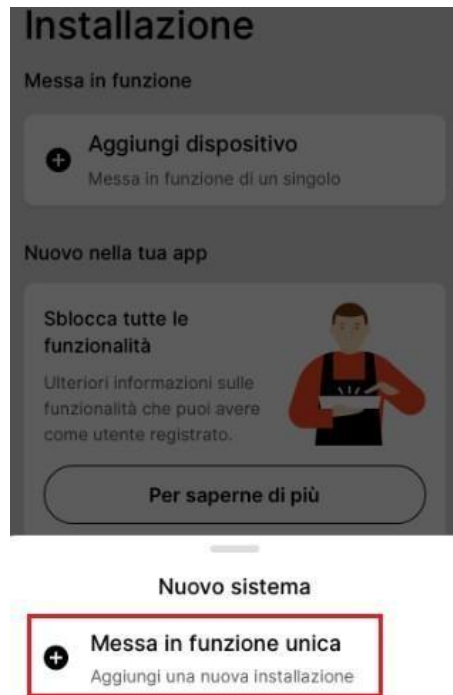 Installazione
Messa in funzione
Aggiungi dispositivo
Messa in funzione di un singolo
Nuovo nella tua app
Sblocca tutte le
funzionalità
Ulteriori informazioni sulle
funzionalità che puoi avere
come utente registrato.
Per saperne di più
Nuovo sistema
Messa in funzione unica
Aggiungi una nuova installazione